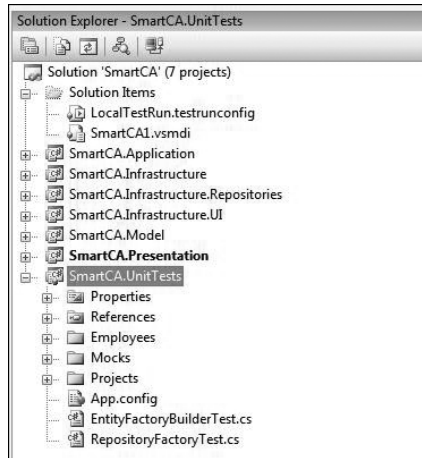 Solution Explorer - SmartCA.UnitTests
Solution 'SmartCA' (7 projects)
Solution Items
LocalTestRun.testrunconfig
SmartCA1.vsmdi
SmartCA.Application
SmartCA.Infrastructure
SmartCA.Infrastructure.Repositories
SmartCA.Infrastructure.UI
SmartCA.Model
SmartCA.Presentation
SmartCA.UnitTests
Properties
References
Employees
Mocks
Projects
App.config
EntityFactoryBuilderTest.cs
RepositoryFactoryTest.cs